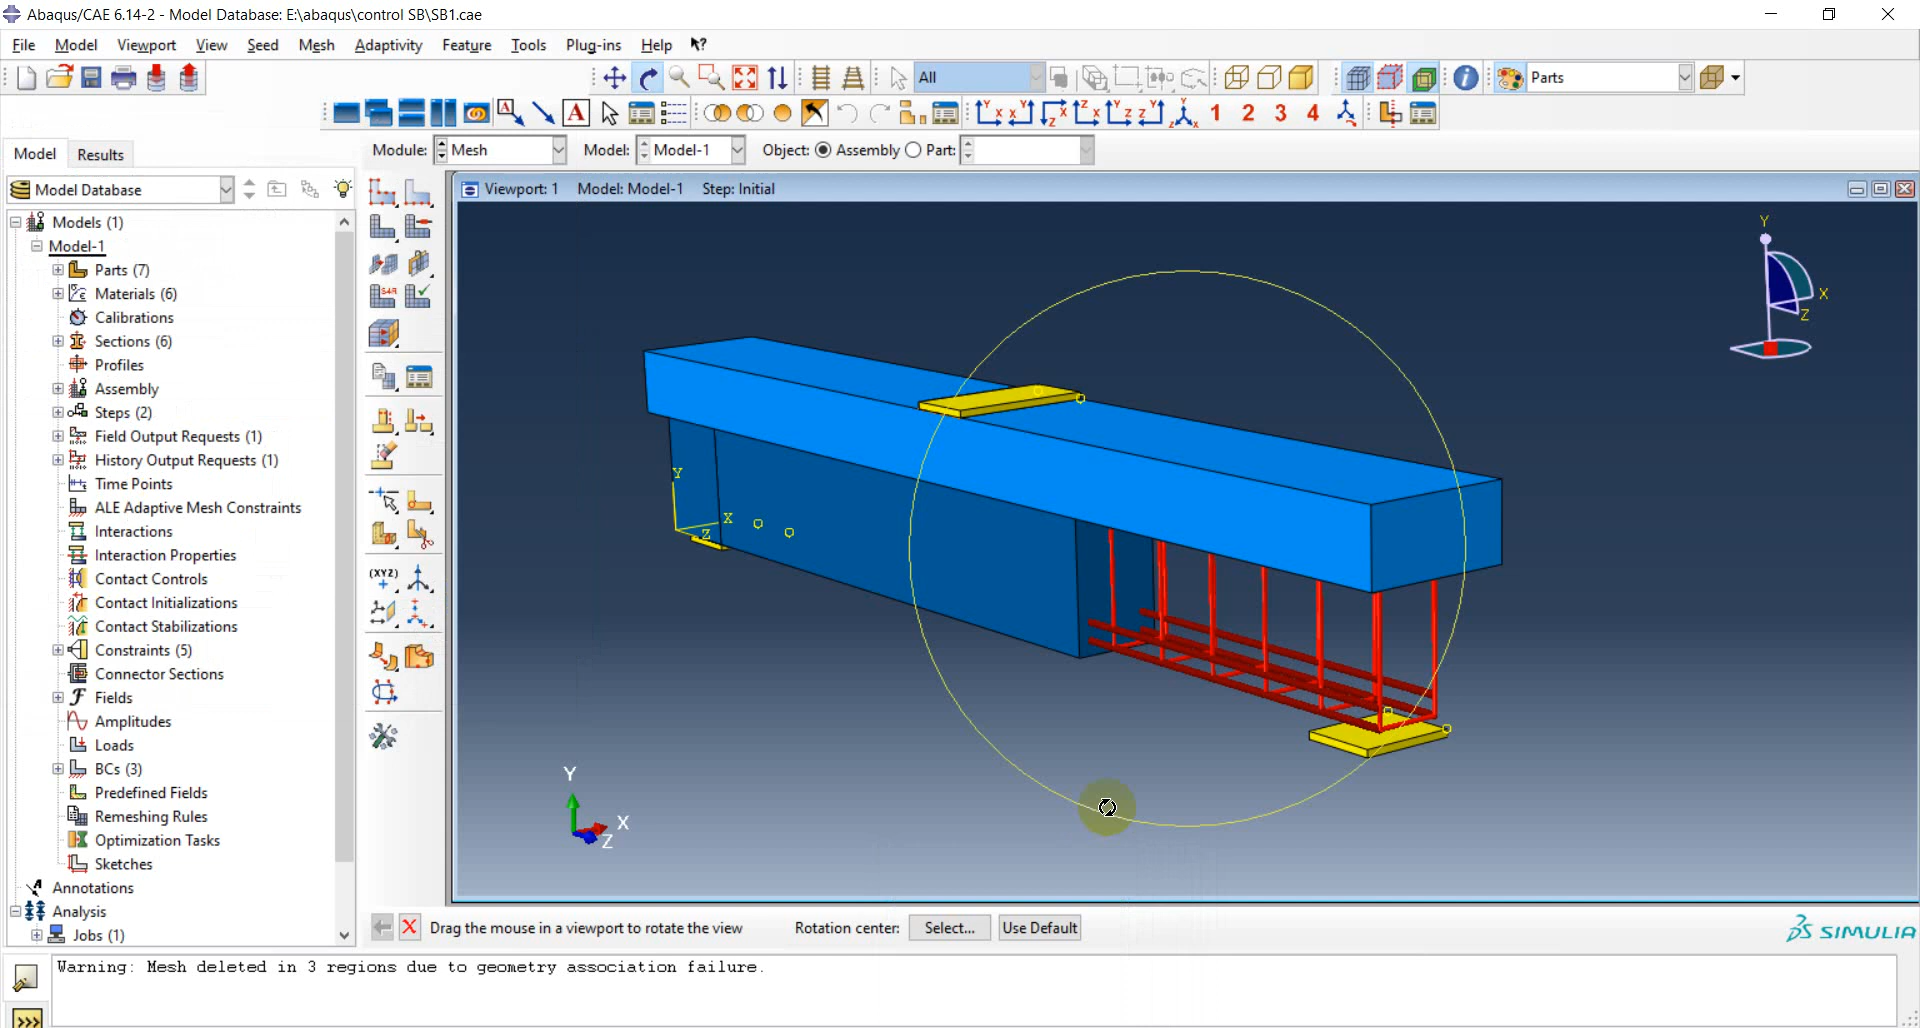 Abaqus/CAE 6.14-2 - Model Database: E:\abaqus\control SB\SB1.cae
File Model Viewport View Seed Mesh Adaptivity Feature Tools Plug-ins Help
All
Parts
1 2 3 4
Module: Mesh Model: Model-1 Object: Assembly Part:
Model Results
Model Database
Viewport: 1 Model: Model-1 Step: Initial
Models (1)
Model-1
Parts (7)
Materials (6)
Calibrations
Sections (6)
Profiles
Assembly
Steps (2)
Field Output Requests (1)
History Output Requests (1)
Time Points
ALE Adaptive Mesh Constraints
Interactions
Interaction Properties
Contact Controls
Contact Initializations
Contact Stabilizations
Constraints (5)
Connector Sections
Fields
Amplitudes
Loads
BCs (3)
Predefined Fields
Remeshing Rules
Optimization Tasks
Sketches
Annotations
Analysis
Jobs (1)
(XYZ)
Y
X
Z
Y
X
Z
Y
X
Z
Drag the mouse in a viewport to rotate the view Rotation center: Select... Use Default
SIMULIA
Warning: Mesh deleted in 3 regions due to geometry association failure.
>>>